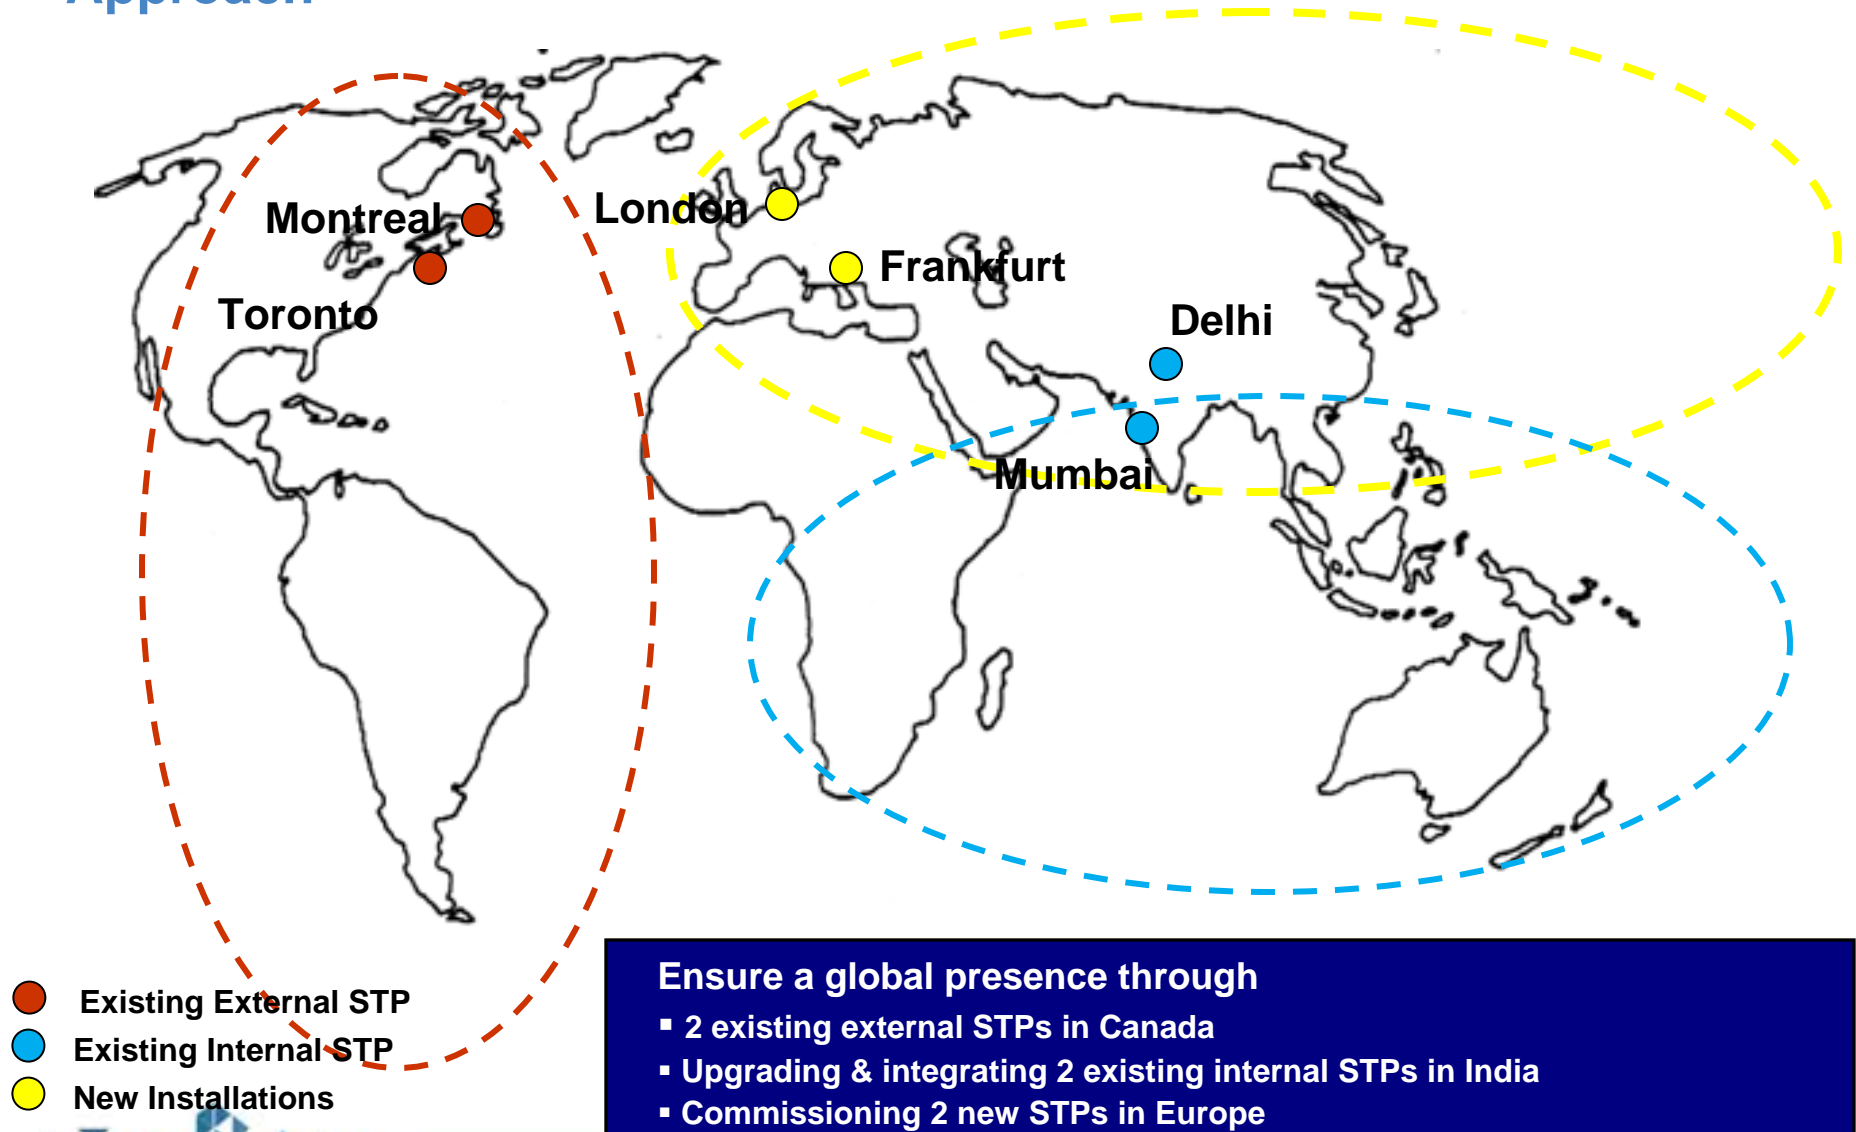 Approach
Montreal
London
Frankfurt
Toronto
Delhi
Mumbai
Ensure a global presence through
▪ 2 existing external STPs in Canada
▪ Upgrading & integrating 2 existing internal STPs in India
▪ Commissioning 2 new STPs in Europe
Existing External STP
Existing Internal STP
New Installations